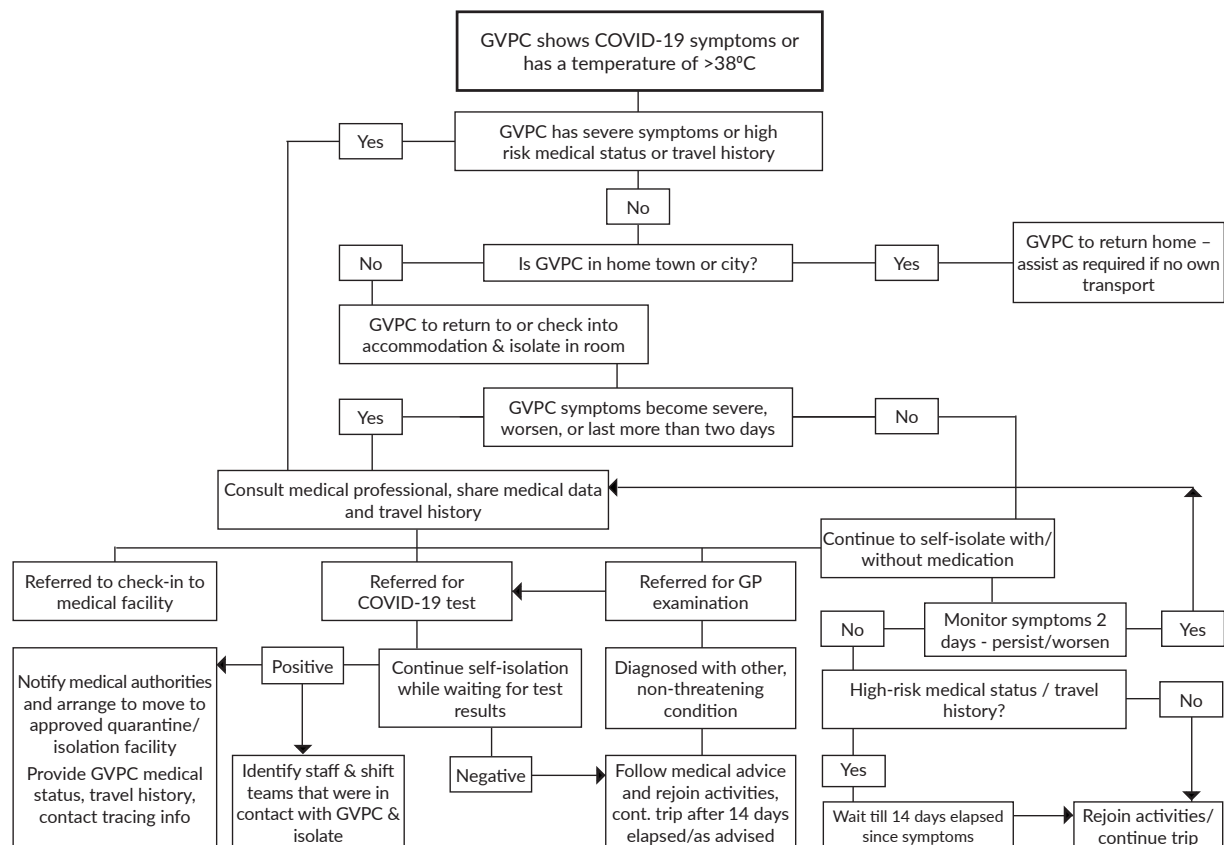 GVPC shows COVID-19 symptoms or
has a temperature of >38ºC
Yes
GVPC has severe symptoms or high
risk medical status or travel history
No
No
Is GVPC in home town or city?
Yes
GVPC to return home –
assist as required if no own
transport
GVPC to return to or check into
accommodation & isolate in room
Yes
GVPC symptoms become severe,
worsen, or last more than two days
No
Consult medical professional, share medical data
and travel history
Continue to self-isolate with/
without medication
Referred to check-in to
medical facility
Referred for
COVID-19 test
Referred for GP
examination
No
Monitor symptoms 2
days - persist/worsen
Yes
Notify medical authorities
and arrange to move to
approved quarantine/
isolation facility
Provide GVPC medical
status, travel history,
contact tracing info
Positive
Continue self-isolation
while waiting for test
results
Diagnosed with other,
non-threatening
condition
High-risk medical status / travel
history?
No
Identify staff & shift
teams that were in
contact with GVPC &
isolate
Negative
Follow medical advice
and rejoin activities,
cont. trip after 14 days
elapsed/as advised
Yes
Wait till 14 days elapsed
since symptoms
Rejoin activities/
continue trip